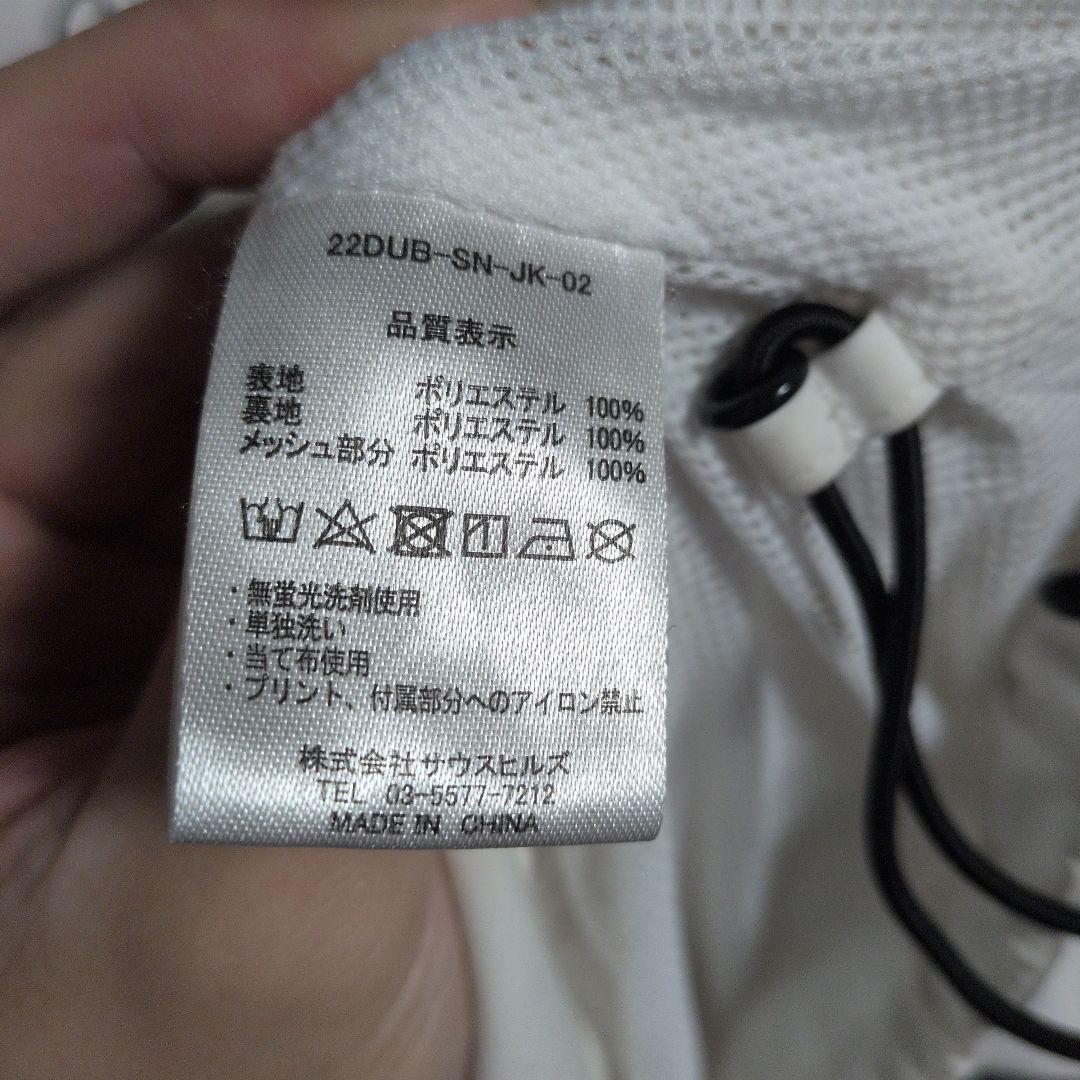 22DUB-SN-JK-02
品質表示
表地 ポリエステル 100%
裏地 ポリエステル 100%
メッシュ部分 ポリエステル 100%
・無蛍光洗剤使用
・単独洗い
・当て布使用
・プリント、付属部分へのアイロン禁止
株式会社サウスヒルズ
TEL 03-5577-7212
MADE IN CHINA